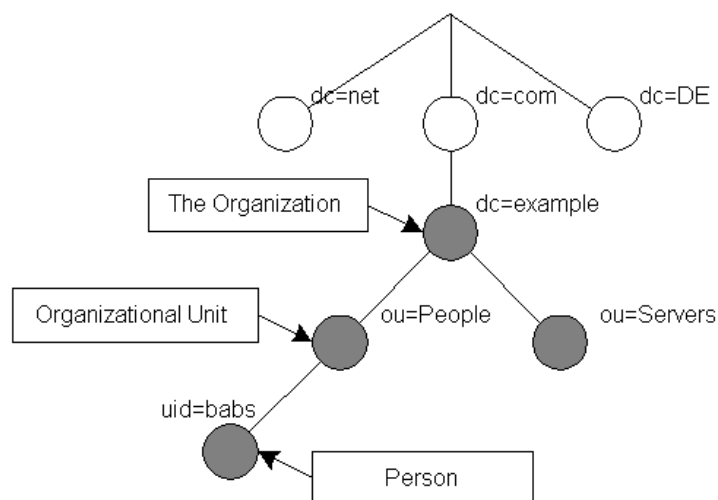 dc=net
dc=com
dc=DE
The Organization
dc=example
Organizational Unit
ou=People
ou=Servers
uid=babs
Person